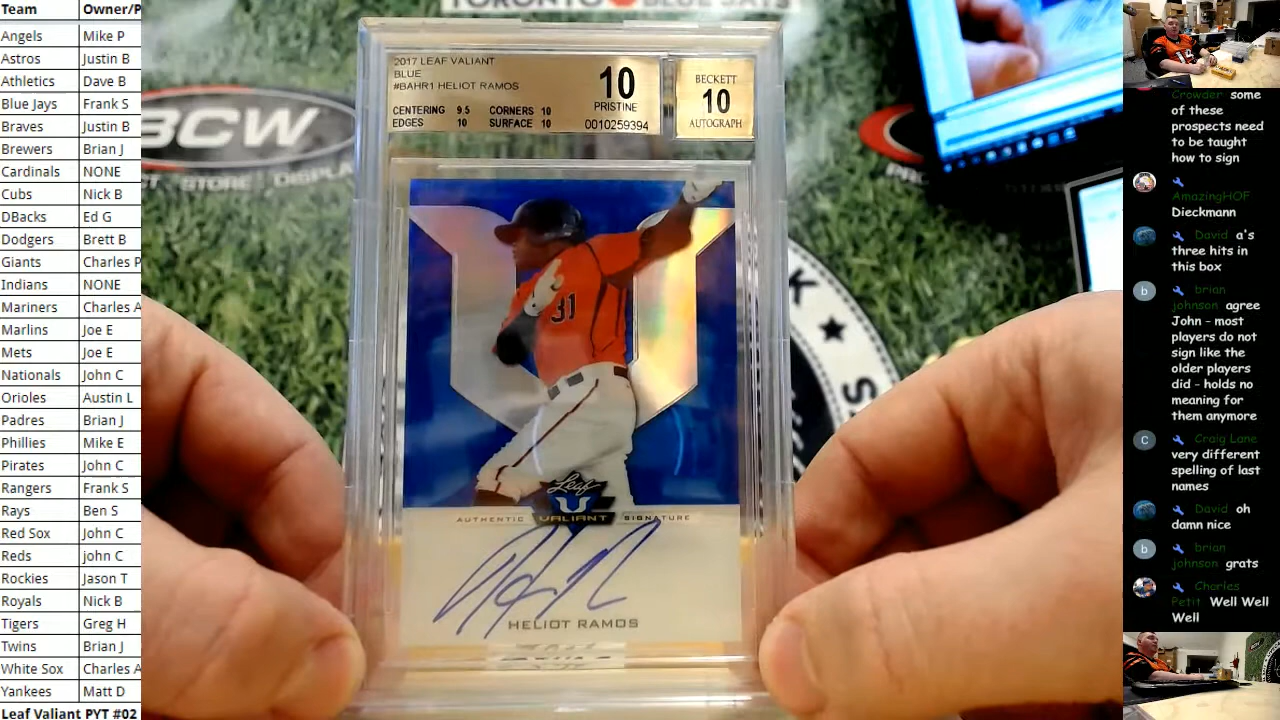 Team Owner/P
Angels Mike P
Astros Justin B
Athletics Dave B
Blue Jays Frank S
Braves Justin B
Brewers Brian J
Cardinals NONE
Cubs Nick B
DBacks Ed G
Dodgers Brett B
Giants Charles P
Indians NONE
Mariners Charles A
Marlins Joe E
Mets Joe E
Nationals John C
Orioles Austin L
Padres Brian J
Phillies Mike E
Pirates John C
Rangers Frank S
Rays Ben S
Red Sox John C
Reds john C
Rockies Jason T
Royals Nick B
Tigers Greg H
Twins Brian J
White Sox Charles A
Yankees Matt D
Leaf Valiant PYT #02
TORONTO BLUE JAYS
BCW
STORE DISPLAY
2017 LEAF VALIANT
BLUE
#BAHR1 HELIOT RAMOS
CENTERING 9.5 CORNERS 10
EDGES 10 SURFACE 10
10
PRISTINE
0010259394
BECKETT
10
AUTOGRAPH
31
Leaf
AUTHENTIC VALIANT SIGNATURE
HELIOT RAMOS
Crowder some
of these
prospects need
to be taught
how to sign
AmazingHOF
Dieckmann
David a's
three hits in
this box
brian
johnson agree
John - most
players do not
sign like the
older players
did - holds no
meaning for
them anymore
Craig Lane
very different
spelling of last
names
David oh
damn nice
brian
johnson grats
Charles
Petit Well Well
Well